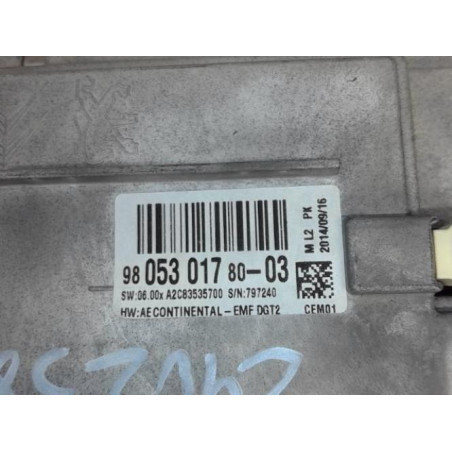 98 053 017 80-03
SW:06.00x A2C83535700 S/N:797240
HW:AE CONTINENTAL-EMF DGT2
CFM01
M L2 PK
2014/09/16